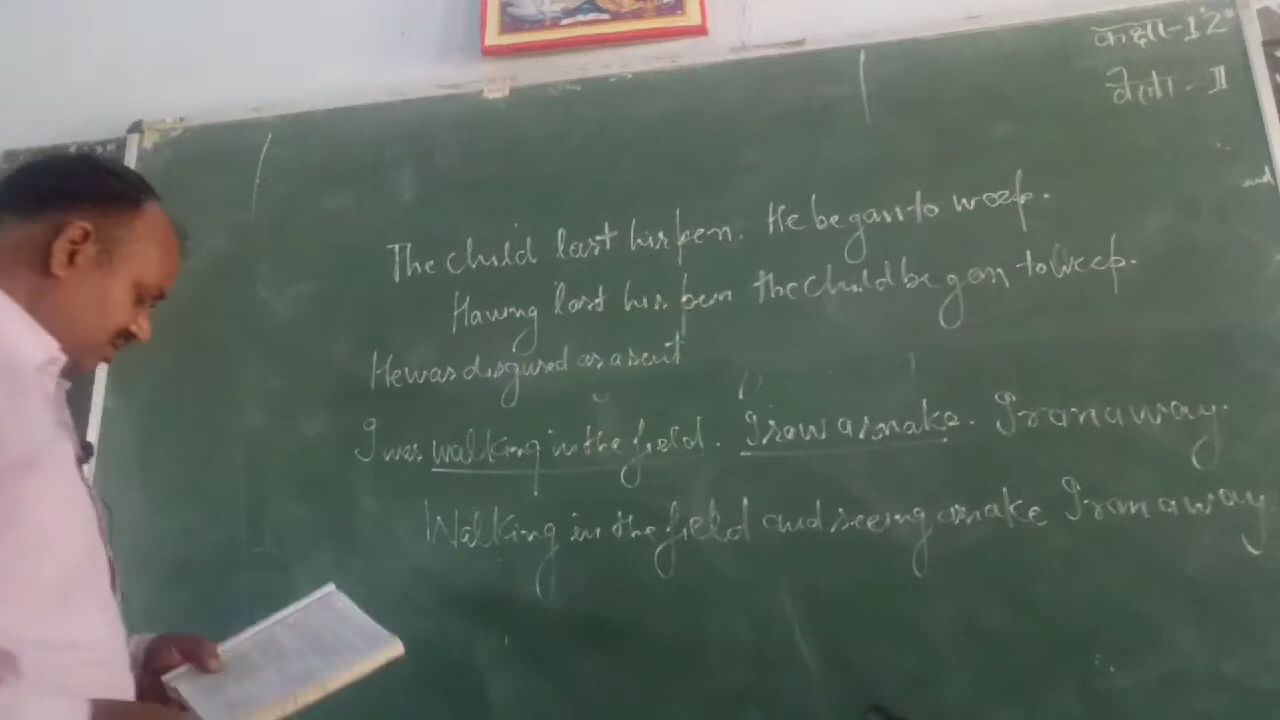 कक्षा-12
वेला-II
and
The child last his pen. He began to weep.
Having lost his pen the child began to weep.
He was disgused as a
I was walking in the field. I saw a snake. I ran away.
Walking in the field and seeing a snake I ran away.